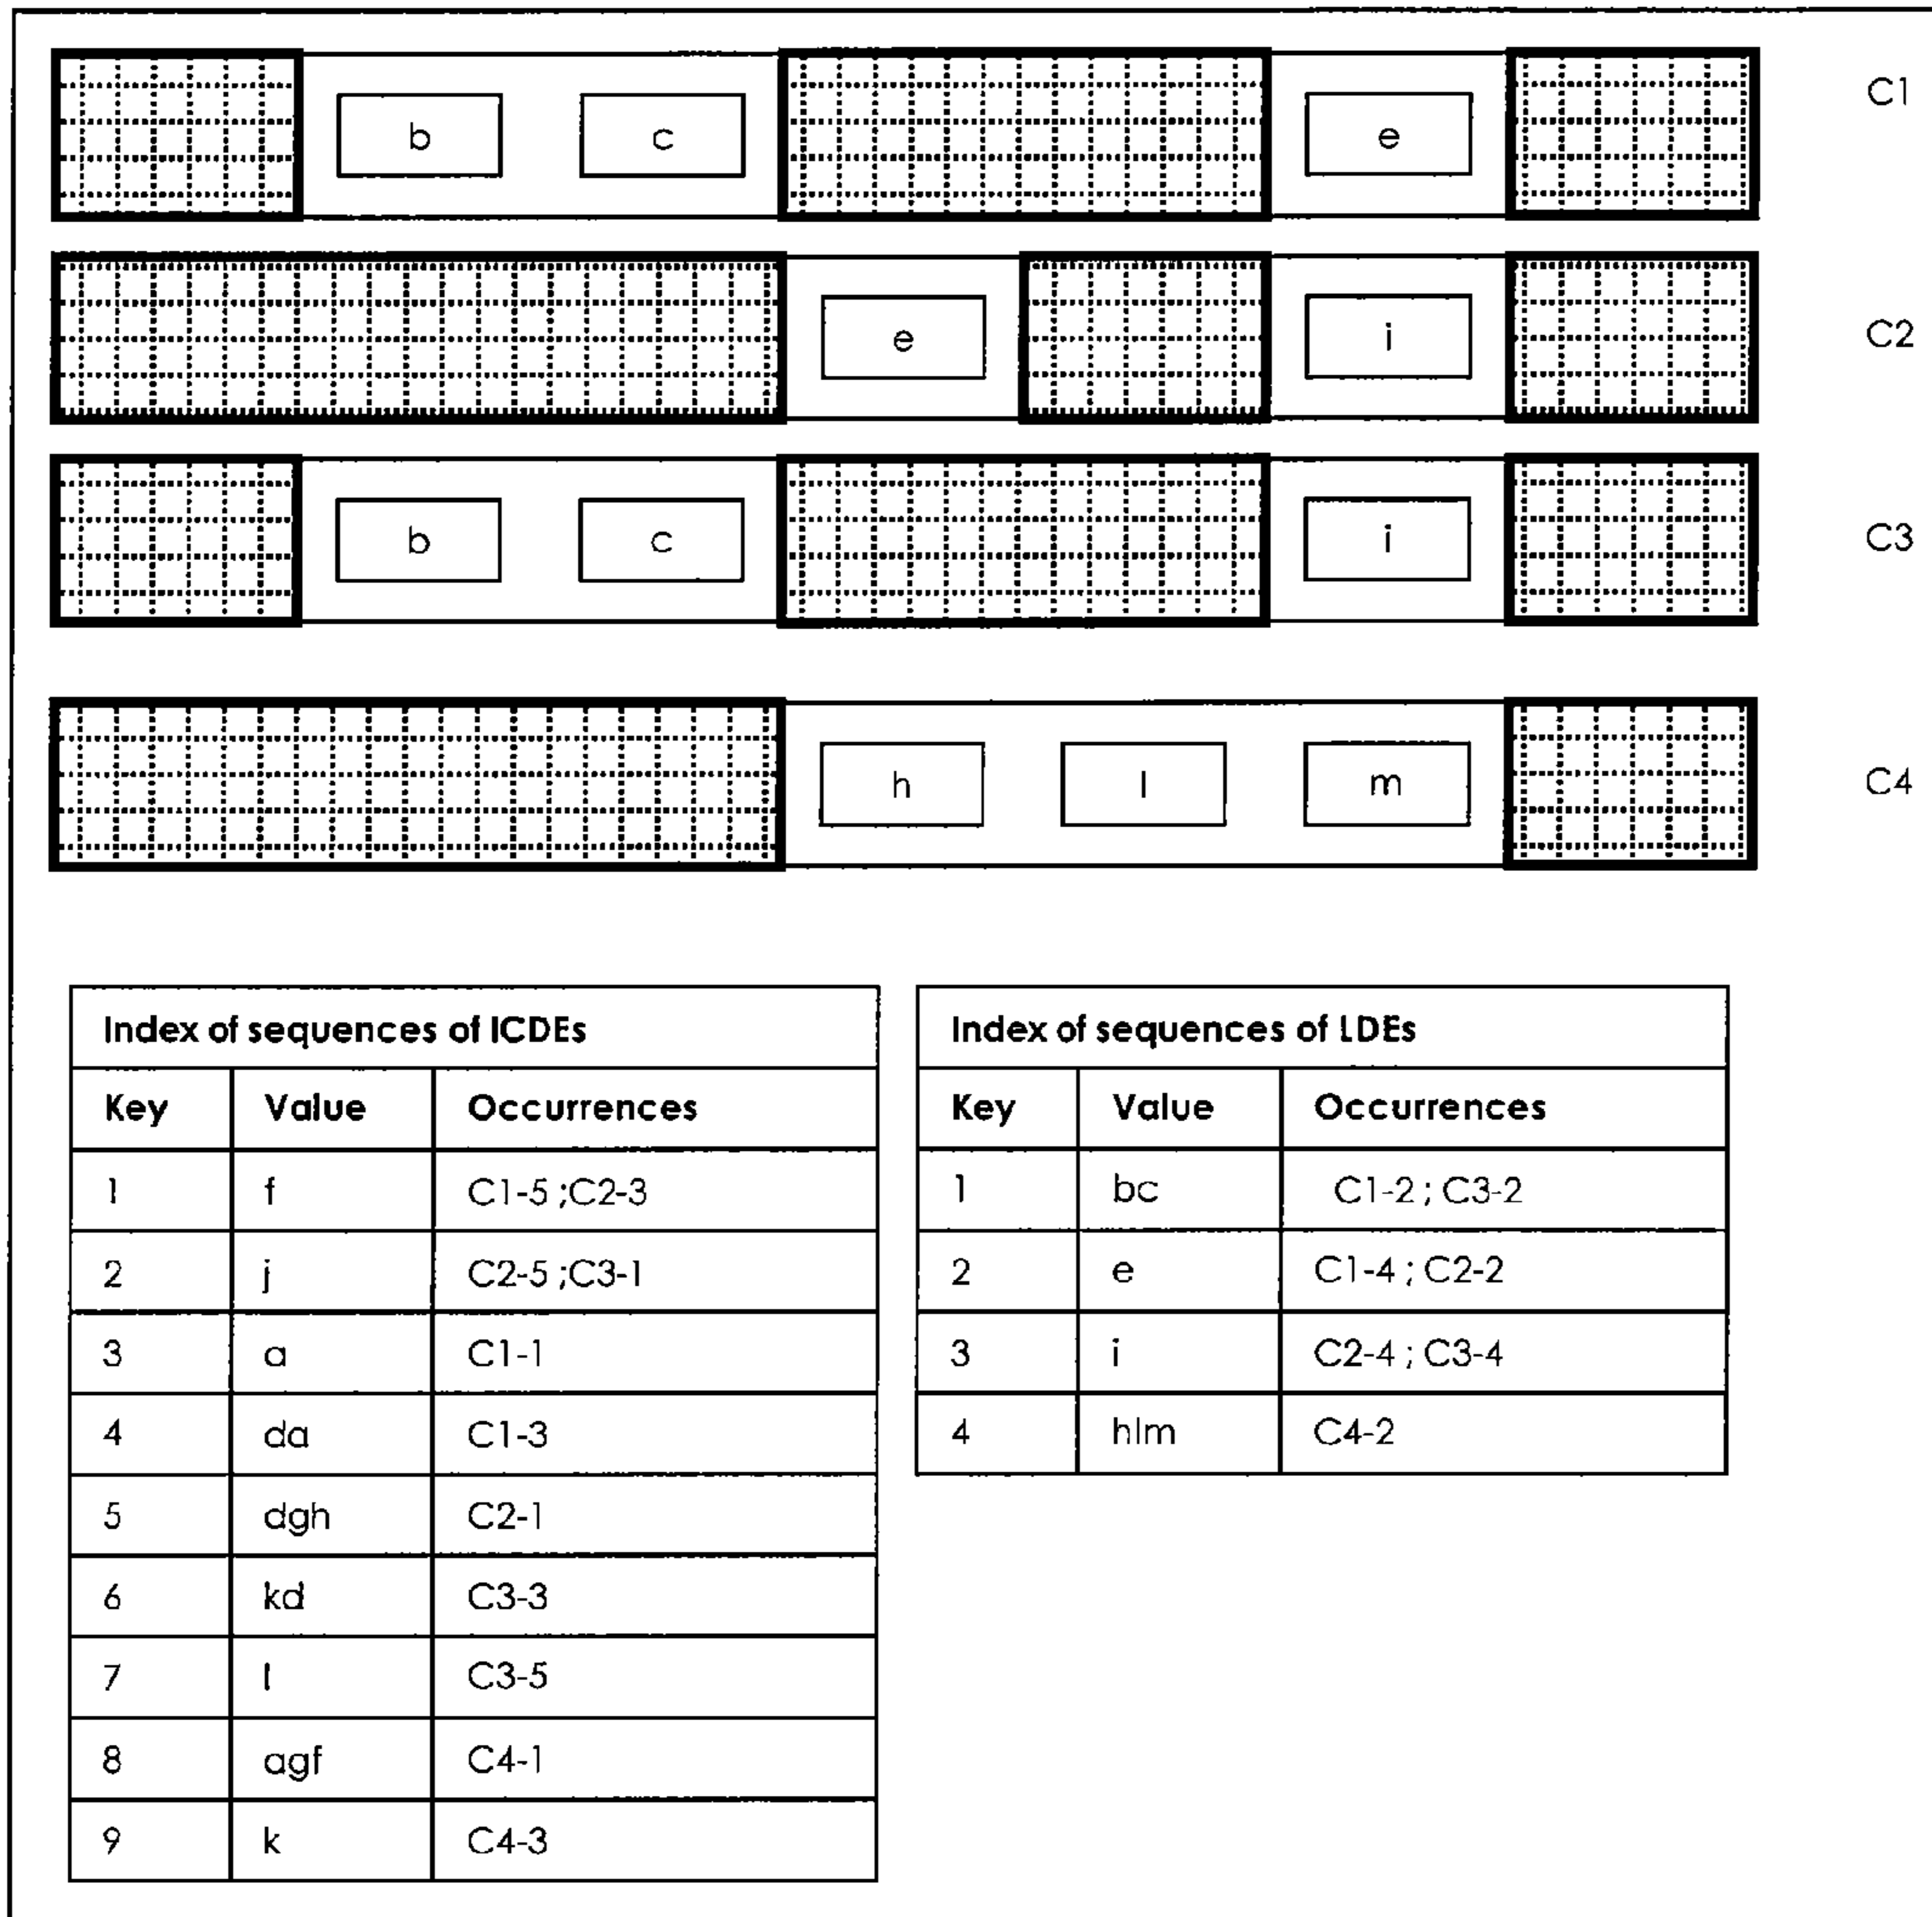 b c e C1
e i C2
b c i C3
h l m C4
Index of sequences of ICDEs
Key Value Occurrences
1 f C1-5 ;C2-3
2 j C2-5 ;C3-1
3 a C1-1
4 da C1-3
5 dgh C2-1
6 kd C3-3
7 l C3-5
8 agf C4-1
9 k C4-3
Index of sequences of LDEs
Key Value Occurrences
1 bc C1-2 ; C3-2
2 e C1-4 ; C2-2
3 i C2-4 ; C3-4
4 hlm C4-2